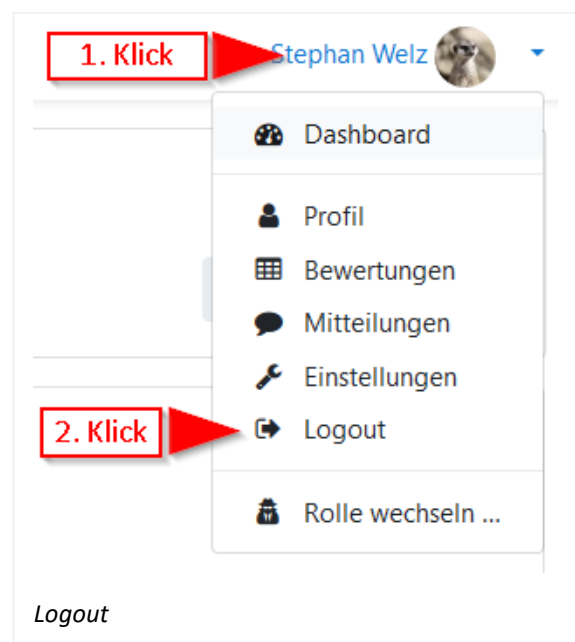 1. Klick
Stephan Welz
Dashboard
Profil
Bewertungen
Mitteilungen
Einstellungen
2. Klick
Logout
Rolle wechseln ...
Logout